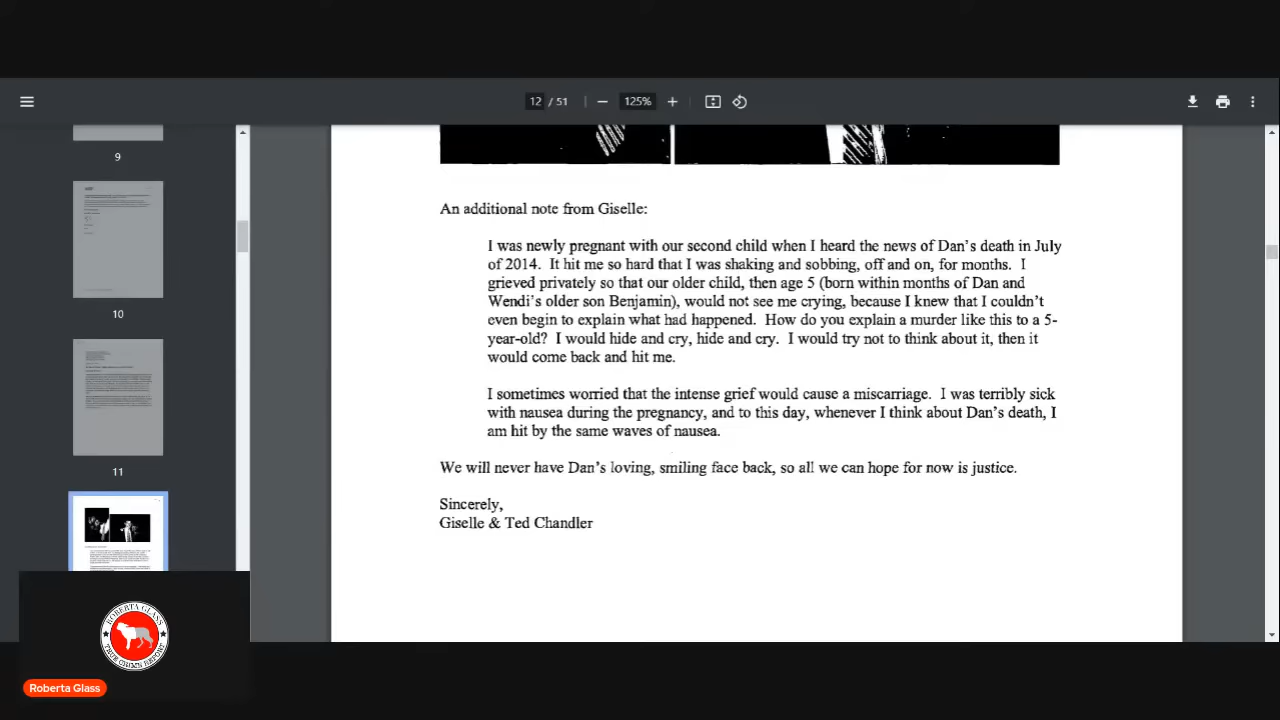 12 / 51
125%
9
10
11
An additional note from Giselle:
I was newly pregnant with our second child when I heard the news of Dan's death in July
of 2014. It hit me so hard that I was shaking and sobbing, off and on, for months. I
grieved privately so that our older child, then age 5 (born within months of Dan and
Wendi's older son Benjamin), would not see me crying, because I knew that I couldn't
even begin to explain what had happened. How do you explain a murder like this to a 5-
year-old? I would hide and cry, hide and cry. I would try not to think about it, then it
would come back and hit me.
I sometimes worried that the intense grief would cause a miscarriage. I was terribly sick
with nausea during the pregnancy, and to this day, whenever I think about Dan's death, I
am hit by the same waves of nausea.
We will never have Dan's loving, smiling face back, so all we can hope for now is justice.
Sincerely,
Giselle & Ted Chandler
ROBERTA GLASS
TRUE CRIME REPORT
Roberta Glass